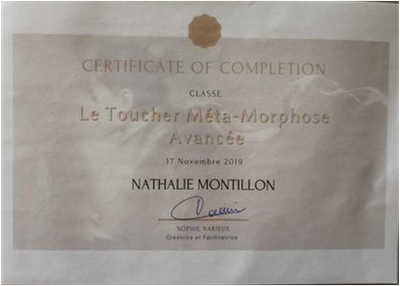 CERTIFICATE OF COMPLETION
CLASSE
Le Toucher Méta-Morphose
Avancée
17 Novembre 2019
NATHALIE MONTILLON
SOPHIE VARIEUX
Créatrice et Facilitatrice